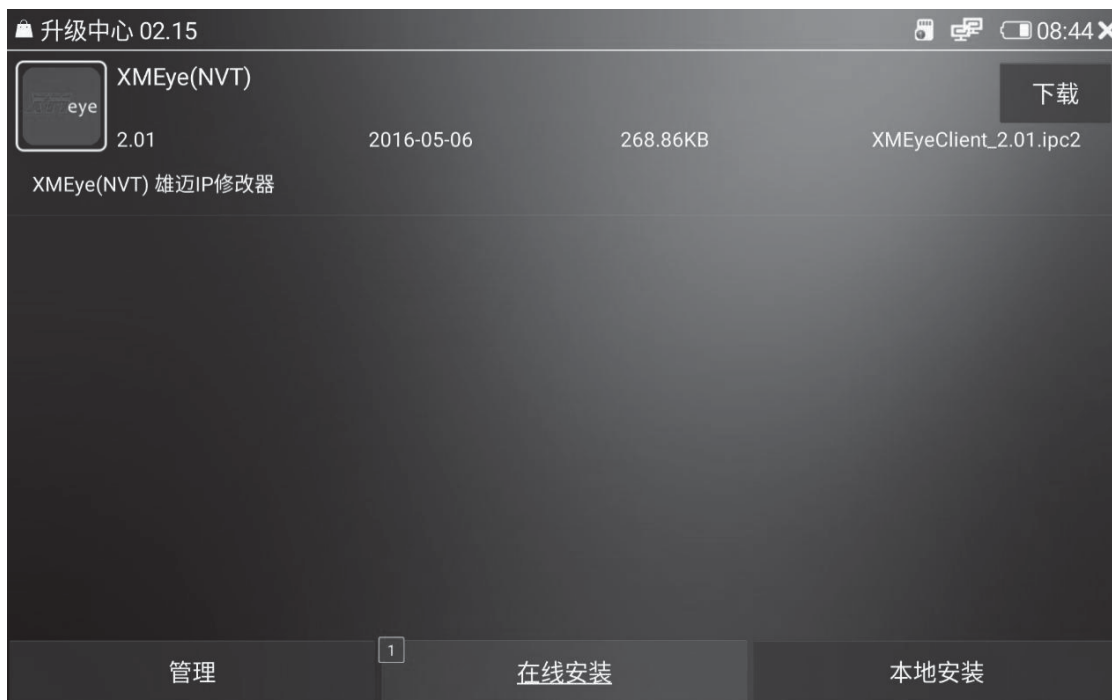 升级中心 02.15
08:44
XMEye(NVT)
下载
eye
2.01
2016-05-06
268.86KB
XMEyeClient_2.01.ipc2
XMEye(NVT) 雄迈IP修改器
1
管理
在线安装
本地安装